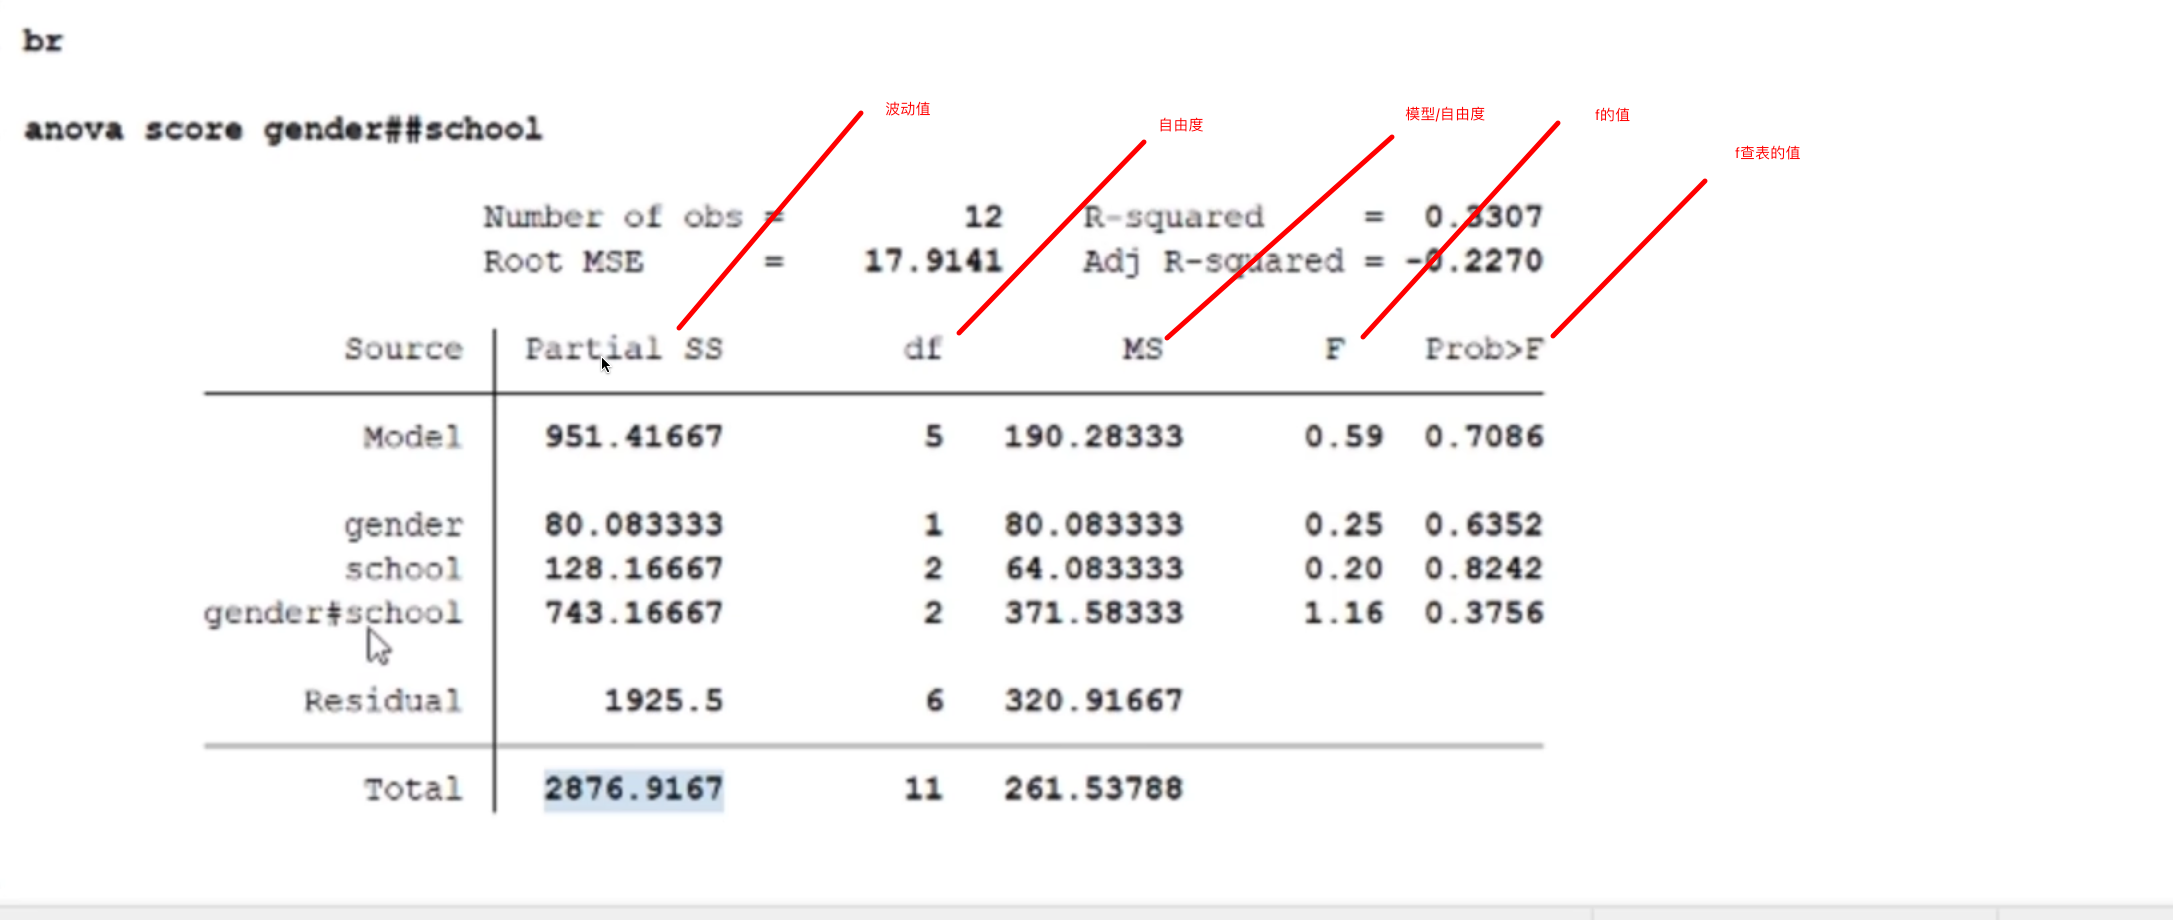 br
anova score gender##school
波动值
自由度
模型/自由度
f的值
f查表的值
Number of obs = 12 R-squared = 0.3307
Root MSE = 17.9141 Adj R-squared = -0.2270
Source Partial SS df MS F Prob>F
Model 951.41667 5 190.28333 0.59 0.7086
gender 80.083333 1 80.083333 0.25 0.6352
school 128.16667 2 64.083333 0.20 0.8242
gender#school 743.16667 2 371.58333 1.16 0.3756
Residual 1925.5 6 320.91667
Total 2876.9167 11 261.53788